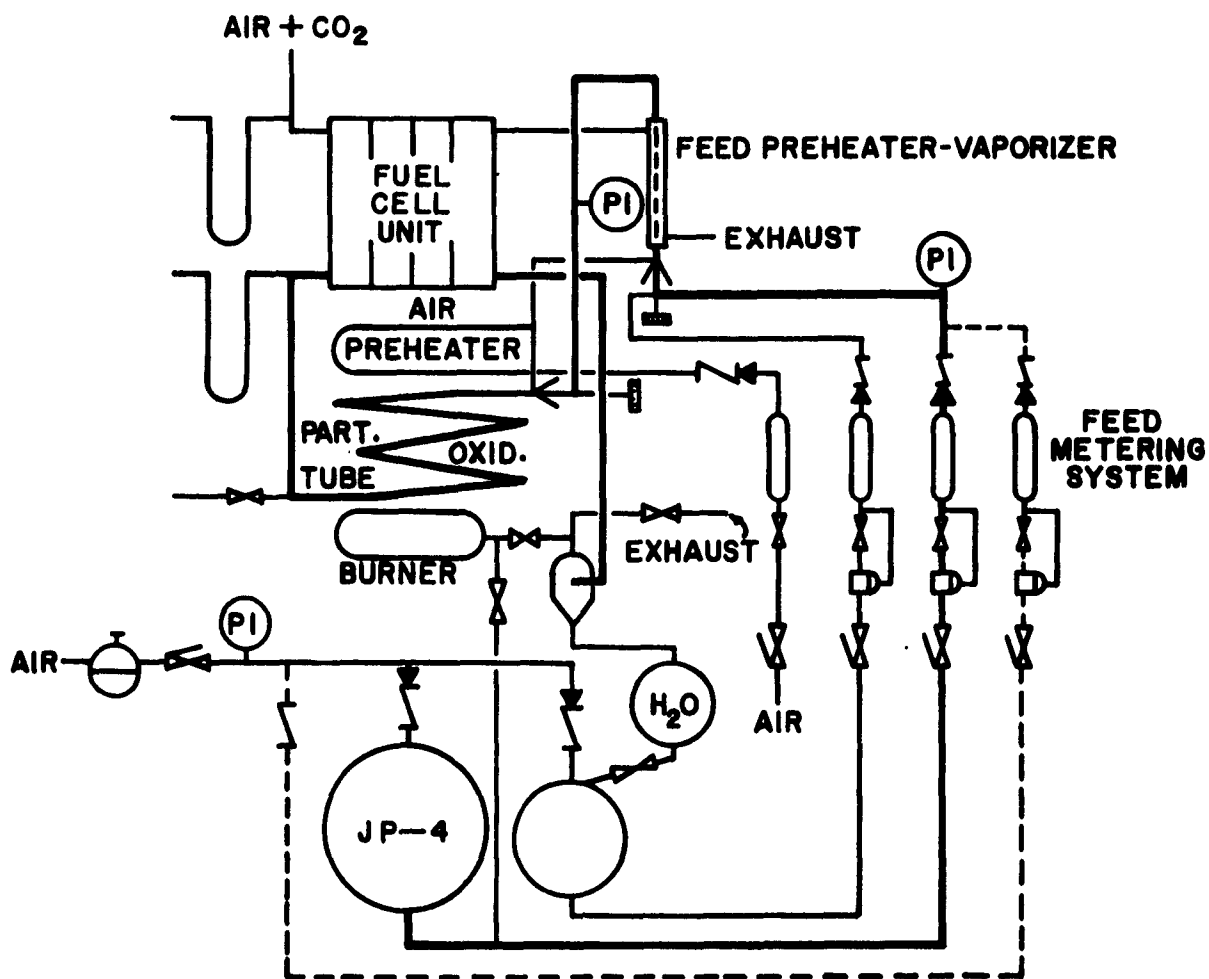 AIR + CO₂
FUEL
CELL
UNIT
FEED PREHEATER-VAPORIZER
PI
EXHAUST
PI
AIR
PREHEATER
PART. OXID.
TUBE
FEED
METERING
SYSTEM
BURNER
EXHAUST
PI
AIR
H₂O
AIR
JP-4